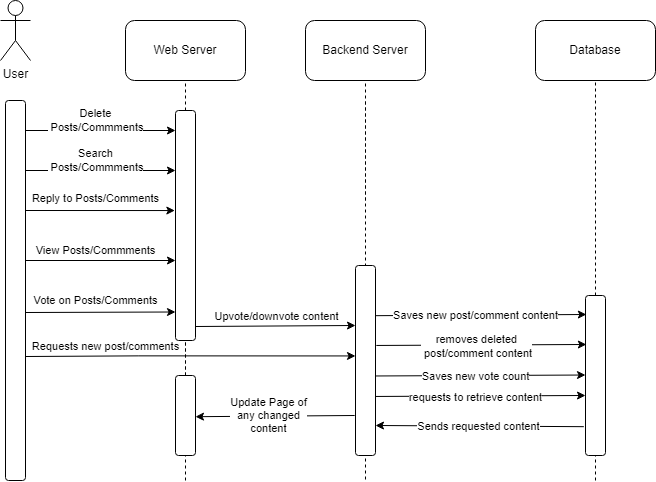 User
Web Server
Backend Server
Database
Delete
Posts/Commments
Search
Posts/Commments
Reply to Posts/Comments
View Posts/Commments
Vote on Posts/Comments
Upvote/downvote content
Saves new post/comment content
Requests new post/comments
removes deleted
post/comment content
Saves new vote count
requests to retrieve content
Update Page of
any changed
content
Sends requested content